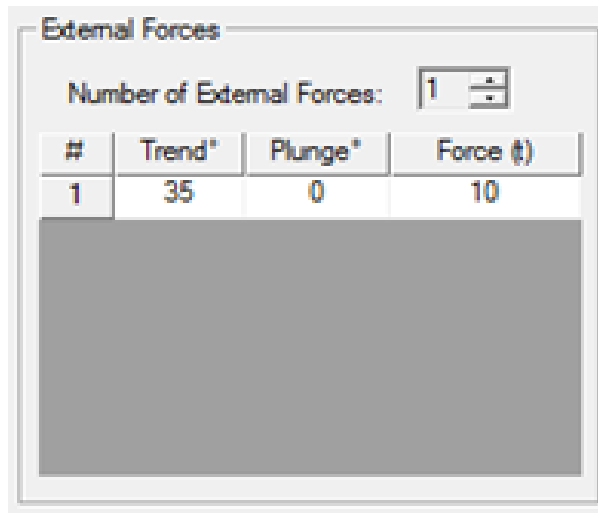 External Forces
Number of External Forces: 1
# Trend° Plunge° Force (t)
1 35 0 10